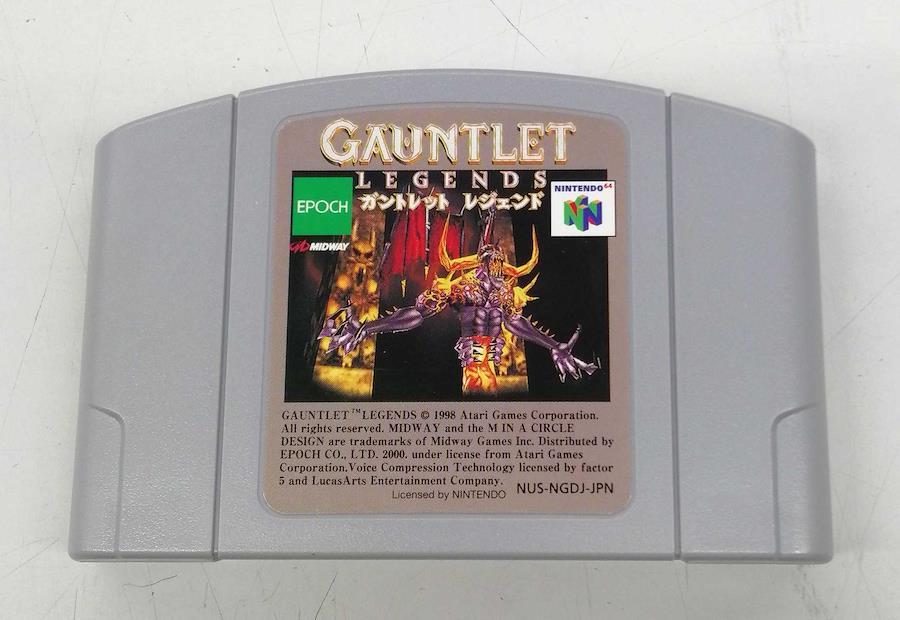 GAUNTLET
LEGENDS
ガントレット レジェンド
EPOCH
NINTENDO64
MIDWAY
GAUNTLET™LEGENDS © 1998 Atari Games Corporation.
All rights reserved. MIDWAY and the M IN A CIRCLE
DESIGN are trademarks of Midway Games Inc. Distributed by
EPOCH CO., LTD. 2000. under license from Atari Games
Corporation.Voice Compression Technology licensed by factor
5 and LucasArts Entertainment Company.
Licensed by NINTENDO NUS-NGDJ-JPN